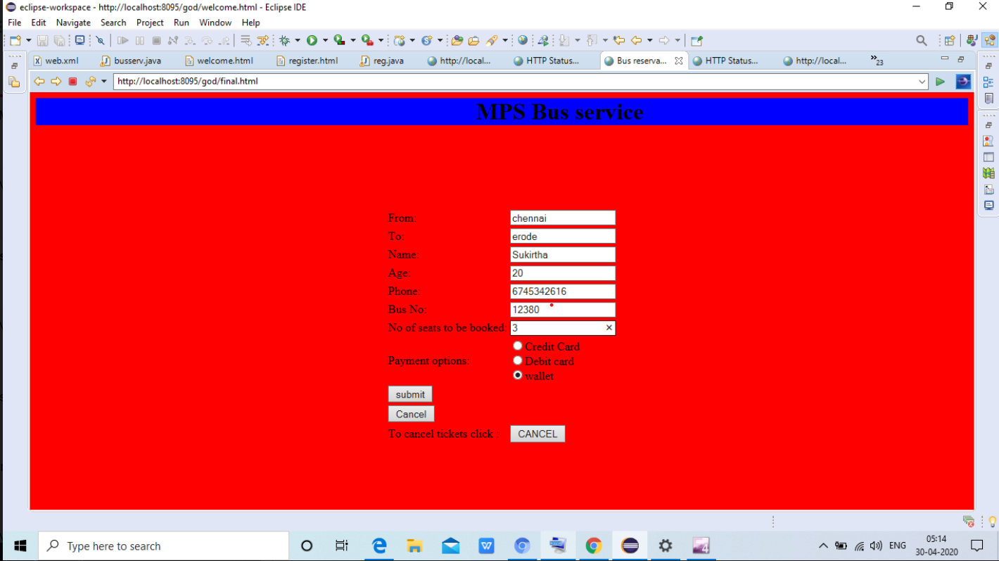 eclipse-workspace - http://localhost:8095/god/welcome.html - Eclipse IDE
File Edit Navigate Search Project Run Window Help
web.xml busserv.java welcome.html register.html reg.java http://local... HTTP Status... Bus reserva... HTTP Status... http://local... »23
http://localhost:8095/god/final.html
MPS Bus service
From: chennai
To: erode
Name: Sukirtha
Age: 20
Phone: 6745342616
Bus No: 12380
No of seats to be booked: 3
Credit Card
Payment options: Debit card
wallet
submit
Cancel
To cancel tickets click : CANCEL
Type here to search
ENG 05:14
30-04-2020